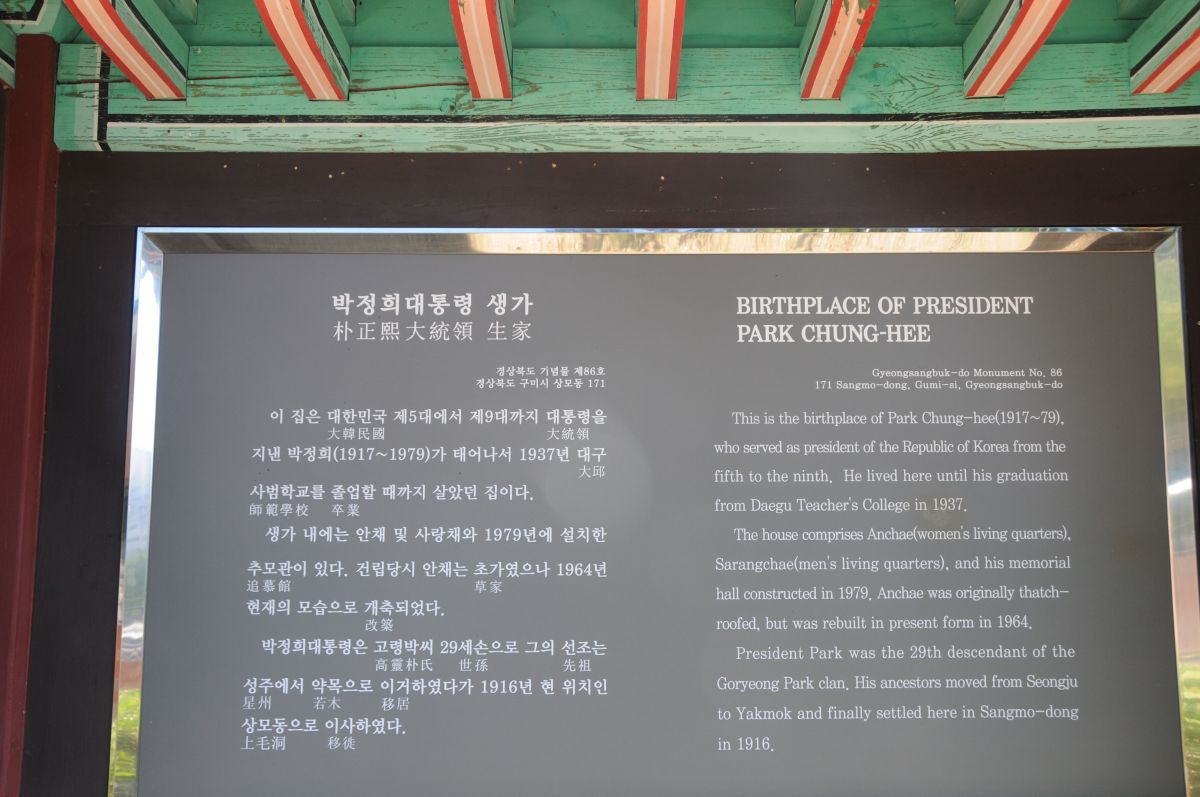 박정희대통령 생가
朴正熙大統領 生家
경상북도 기념물 제86호
경상북도 구미시 상모동 171
이 집은 대한민국 제5대에서 제9대까지 대통령을
大韓民國 大統領
지낸 박정희(1917~1979)가 태어나서 1937년 대구
大邱
사범학교를 졸업할 때까지 살았던 집이다.
師範學校 卒業
생가 내에는 안채 및 사랑채와 1979년에 설치한
추모관이 있다. 건립당시 안채는 초가였으나 1964년
追慕館 草家
현재의 모습으로 개축되었다.
改築
박정희대통령은 고령박씨 29세손으로 그의 선조는
高靈朴氏 世孫 先祖
성주에서 약목으로 이거하였다가 1916년 현 위치인
星州 若木 移居
상모동으로 이사하였다.
上毛洞 移徙
BIRTHPLACE OF PRESIDENT
PARK CHUNG-HEE
Gyeongsangbuk-do Monument No. 86
171 Sangmo-dong, Gumi-si, Gyeongsangbuk-do
This is the birthplace of Park Chung-hee(1917~79),
who served as president of the Republic of Korea from the
fifth to the ninth. He lived here until his graduation
from Daegu Teacher's College in 1937.
The house comprises Anchae(women's living quarters),
Sarangchae(men's living quarters), and his memorial
hall constructed in 1979. Anchae was originally thatch-
roofed, but was rebuilt in present form in 1964.
President Park was the 29th descendant of the
Goryeong Park clan. His ancestors moved from Seongju
to Yakmok and finally settled here in Sangmo-dong
in 1916.